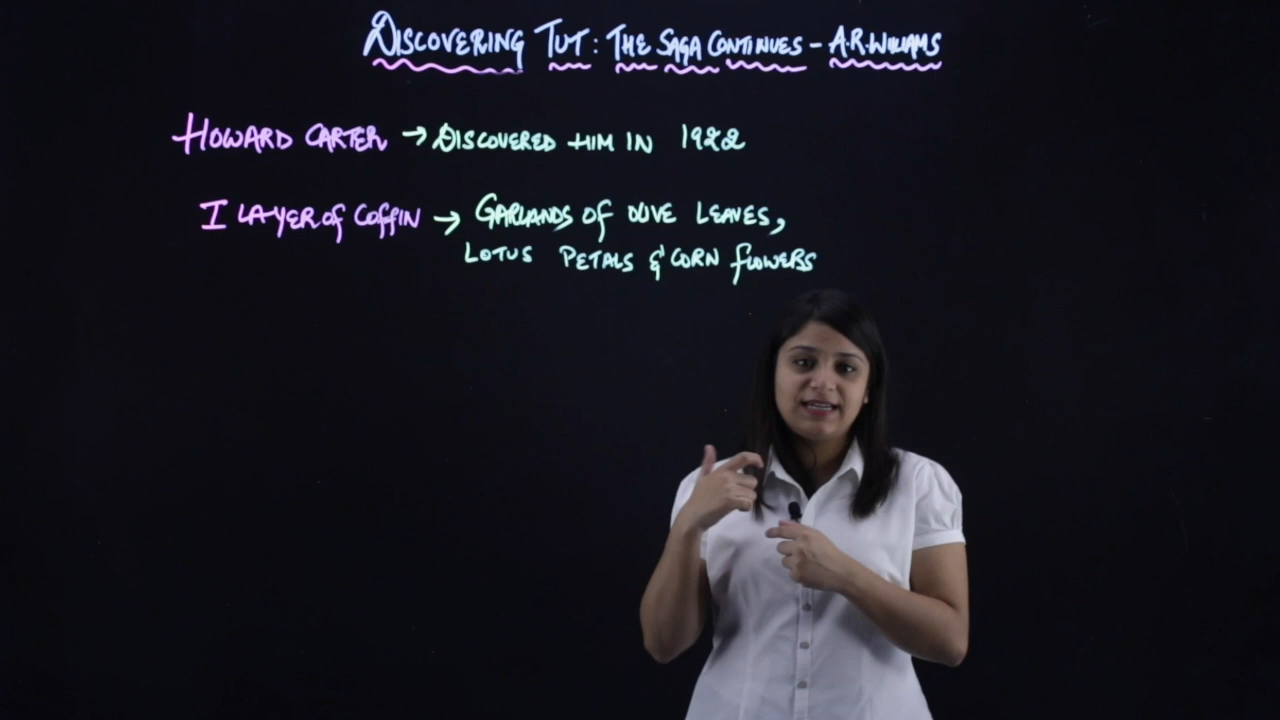 DISCOVERING TUT: THE SAGA CONTINUES - A.R.WILLIAMS
HOWARD CARTER → DISCOVERED HIM IN 1922
I LAYER of COFFIN → GARLANDS OF OLIVE LEAVES,
LOTUS PETALS & CORN FLOWERS